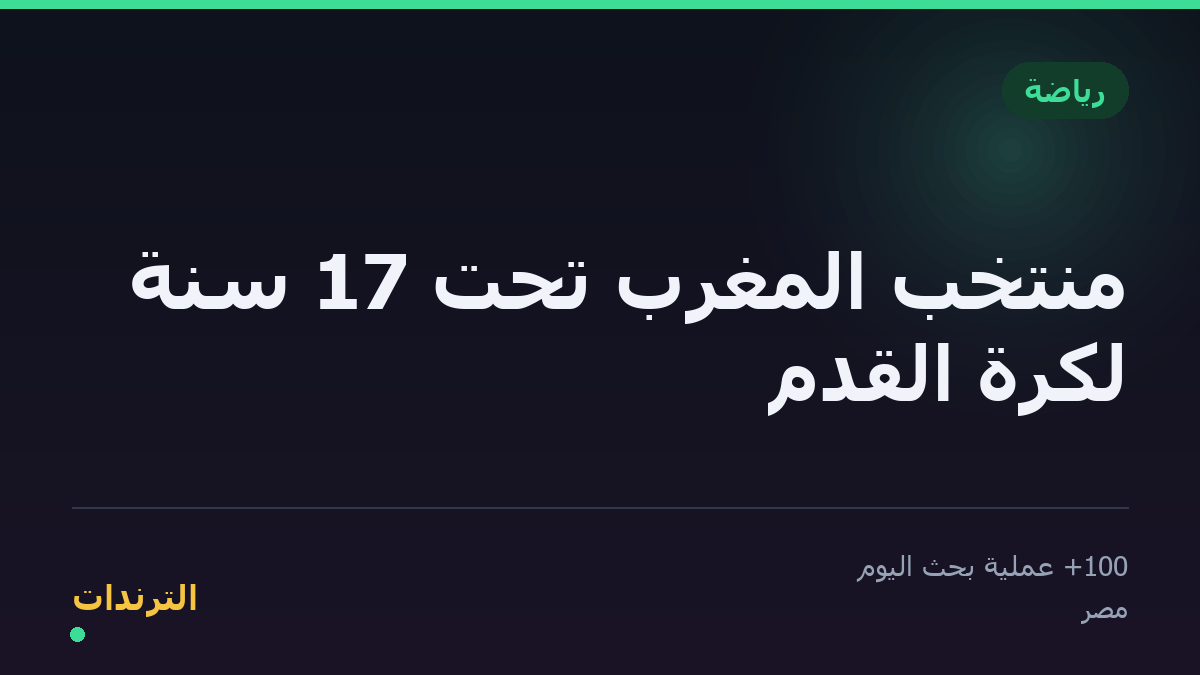 رياضة
منتخب المغرب تحت 17 سنة
لكرة القدم
100+ عملية بحث اليوم
مصر
الترندات